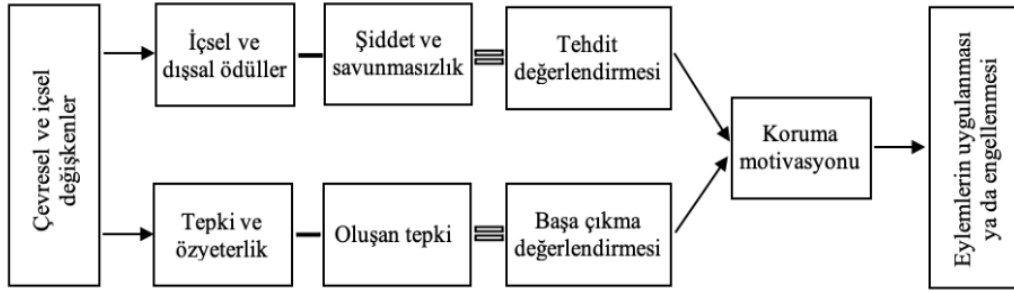 Çevresel ve içsel
değişkenler
İçsel ve
dışsal ödüller
Şiddet ve
savunmasızlık
Tehdit
değerlendirmesi
Tepki ve
özyeterlik
Oluşan tepki
Başa çıkma
değerlendirmesi
Koruma
motivasyonu
Eylemlerin uygulanması
ya da engellenmesi